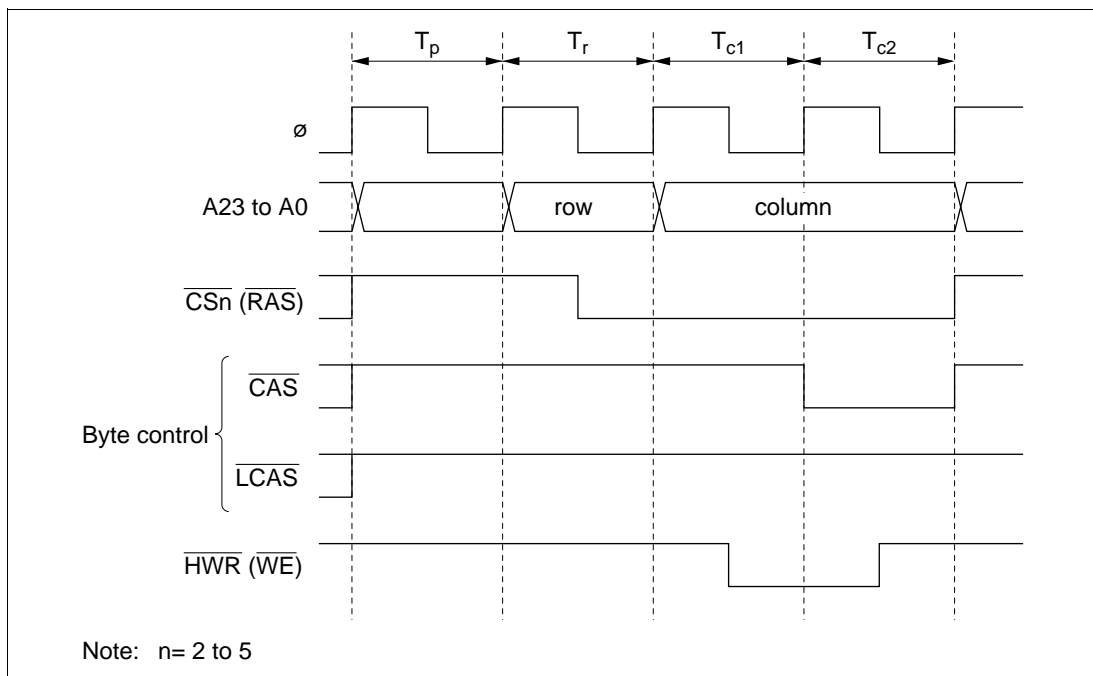 Tp Tr Tc1 Tc2
ø
A23 to A0 row column
CSn (RAS)
CAS
Byte control
LCAS
HWR (WE)
Note: n= 2 to 5